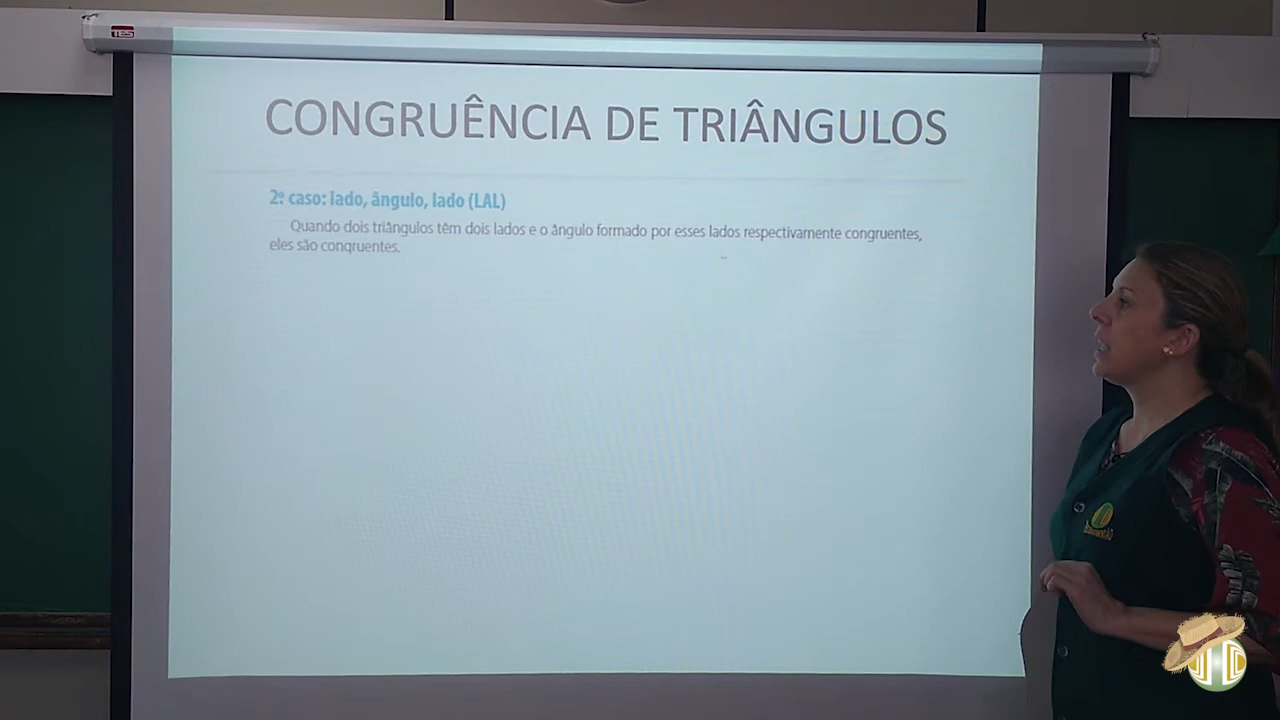 TES
CONGRUÊNCIA DE TRIÂNGULOS
2º caso: lado, ângulo, lado (LAL)
Quando dois triângulos têm dois lados e o ângulo formado por esses lados respectivamente congruentes,
eles são congruentes.